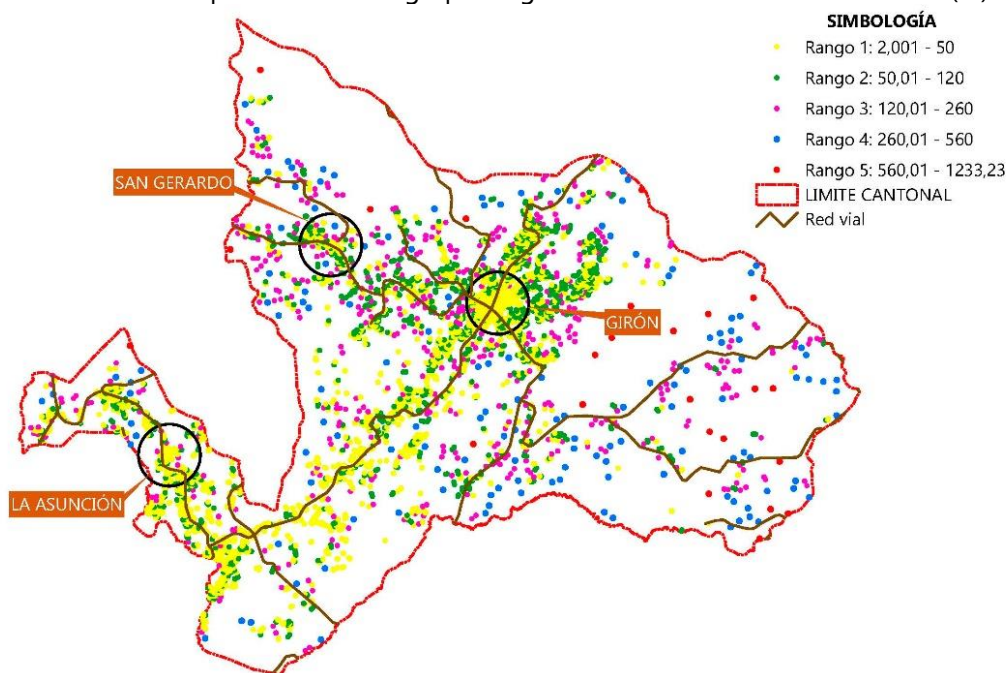 SIMBOLOGÍA
Rango 1: 2,001 - 50
Rango 2: 50,01 - 120
Rango 3: 120,01 - 260
Rango 4: 260,01 - 560
Rango 5: 560,01 - 1233,23
LIMITE CANTONAL
Red vial
SAN GERARDO
GIRÓN
LA ASUNCIÓN